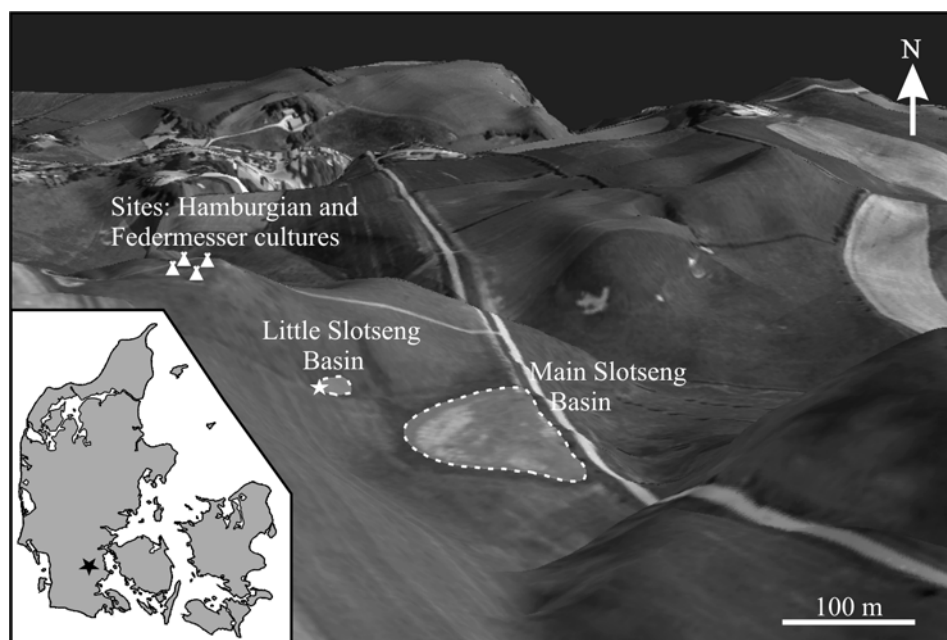 N
Sites: Hamburgian and
Federmesser cultures
Little Slotseng
Basin
Main Slotseng
Basin
100 m